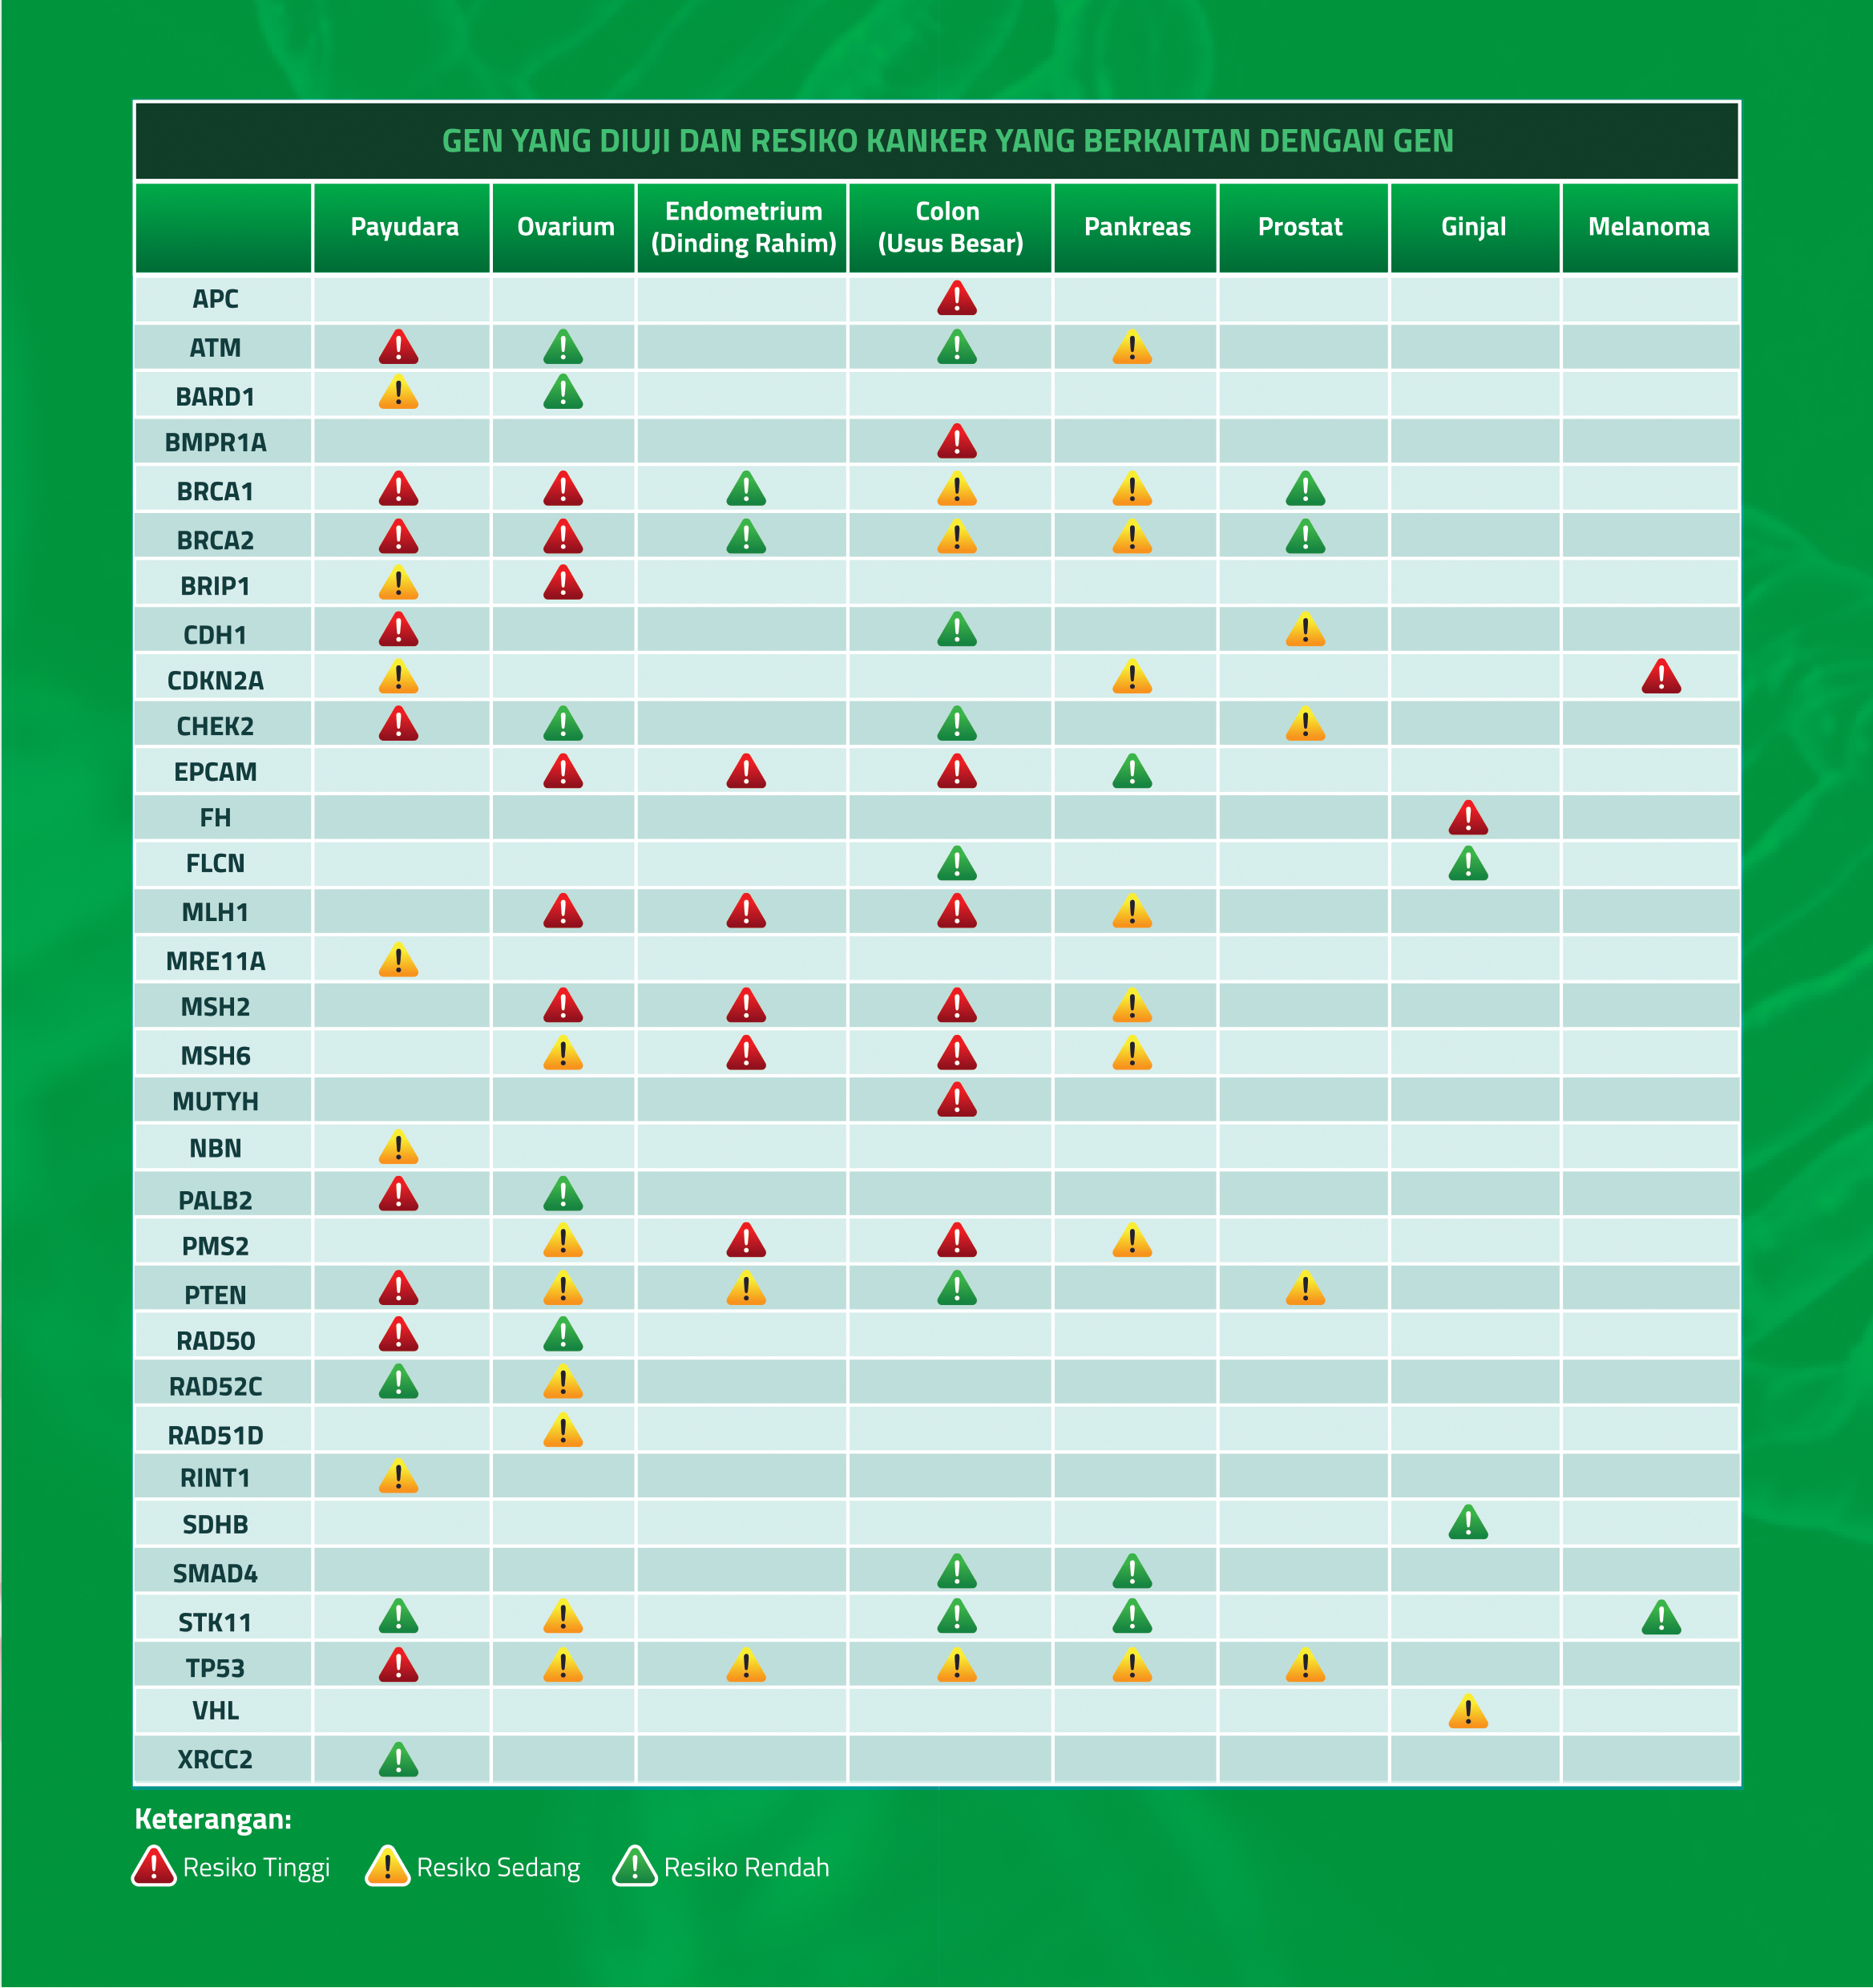 GEN YANG DIUJI DAN RESIKO KANKER YANG BERKAITAN DENGAN GEN
Payudara Ovarium Endometrium (Dinding Rahim) Colon (Usus Besar) Pankreas Prostat Ginjal Melanoma
APC
ATM
BARD1
BMPR1A
BRCA1
BRCA2
BRIP1
CDH1
CDKN2A
CHEK2
EPCAM
FH
FLCN
MLH1
MRE11A
MSH2
MSH6
MUTYH
NBN
PALB2
PMS2
PTEN
RAD50
RAD52C
RAD51D
RINT1
SDHB
SMAD4
STK11
TP53
VHL
XRCC2
Keterangan:
Resiko Tinggi Resiko Sedang Resiko Rendah